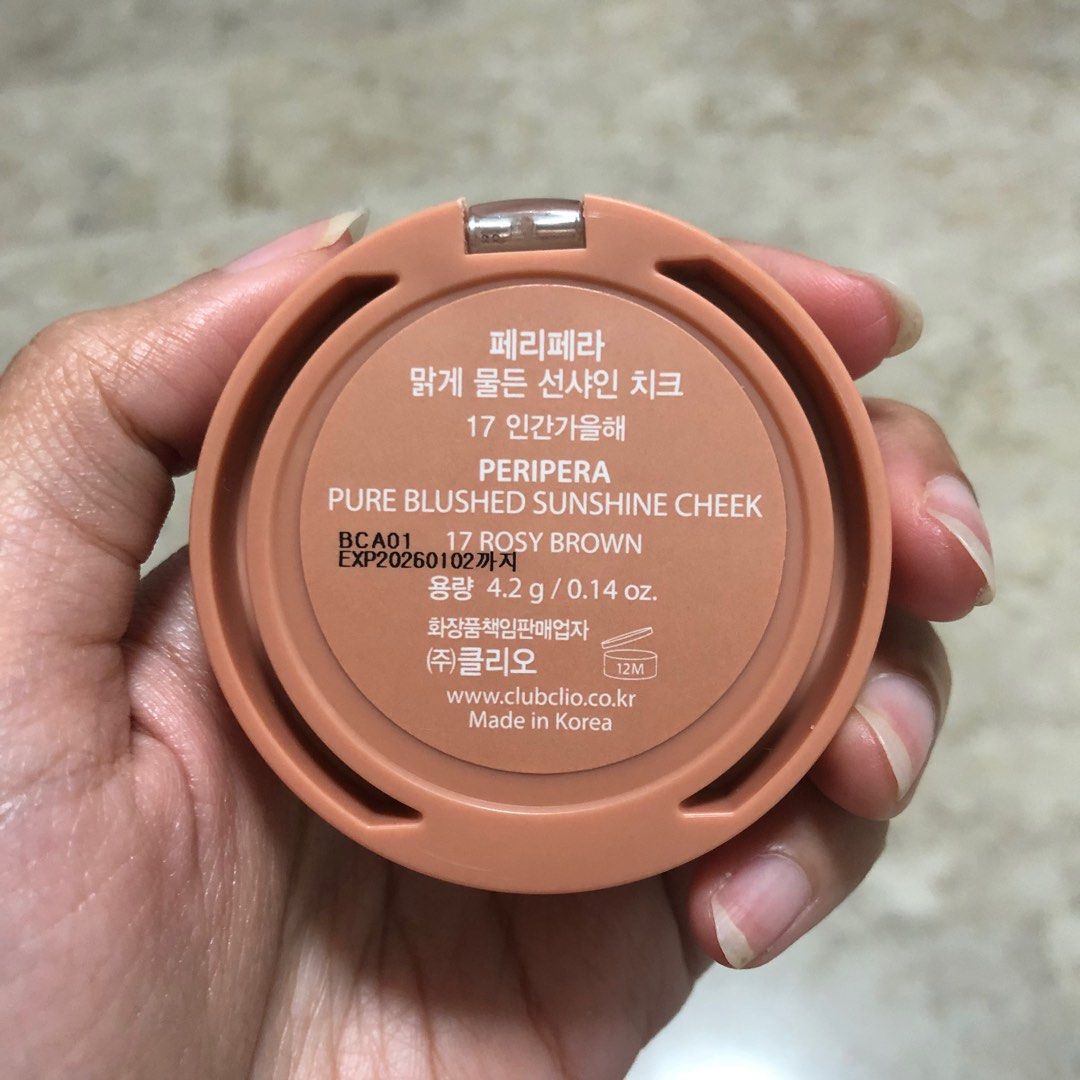 페리페라
맑게 물든 선샤인 치크
17 인간가을해
PERIPERA
PURE BLUSHED SUNSHINE CHEEK
BCA01 17 ROSY BROWN
EXP20260102까지
용량 4.2 g / 0.14 oz.
화장품책임판매업자
㈜클리오
12M
www.clubclio.co.kr
Made in Korea